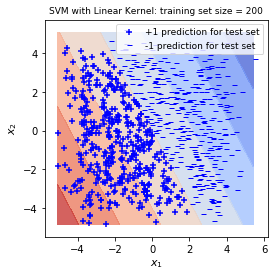 SVM with Linear Kernel: training set size = 200
+1 prediction for test set
-1 prediction for test set
4
2
0
−2
−4
x₂
−4 −2 0 2 4 6
x₁